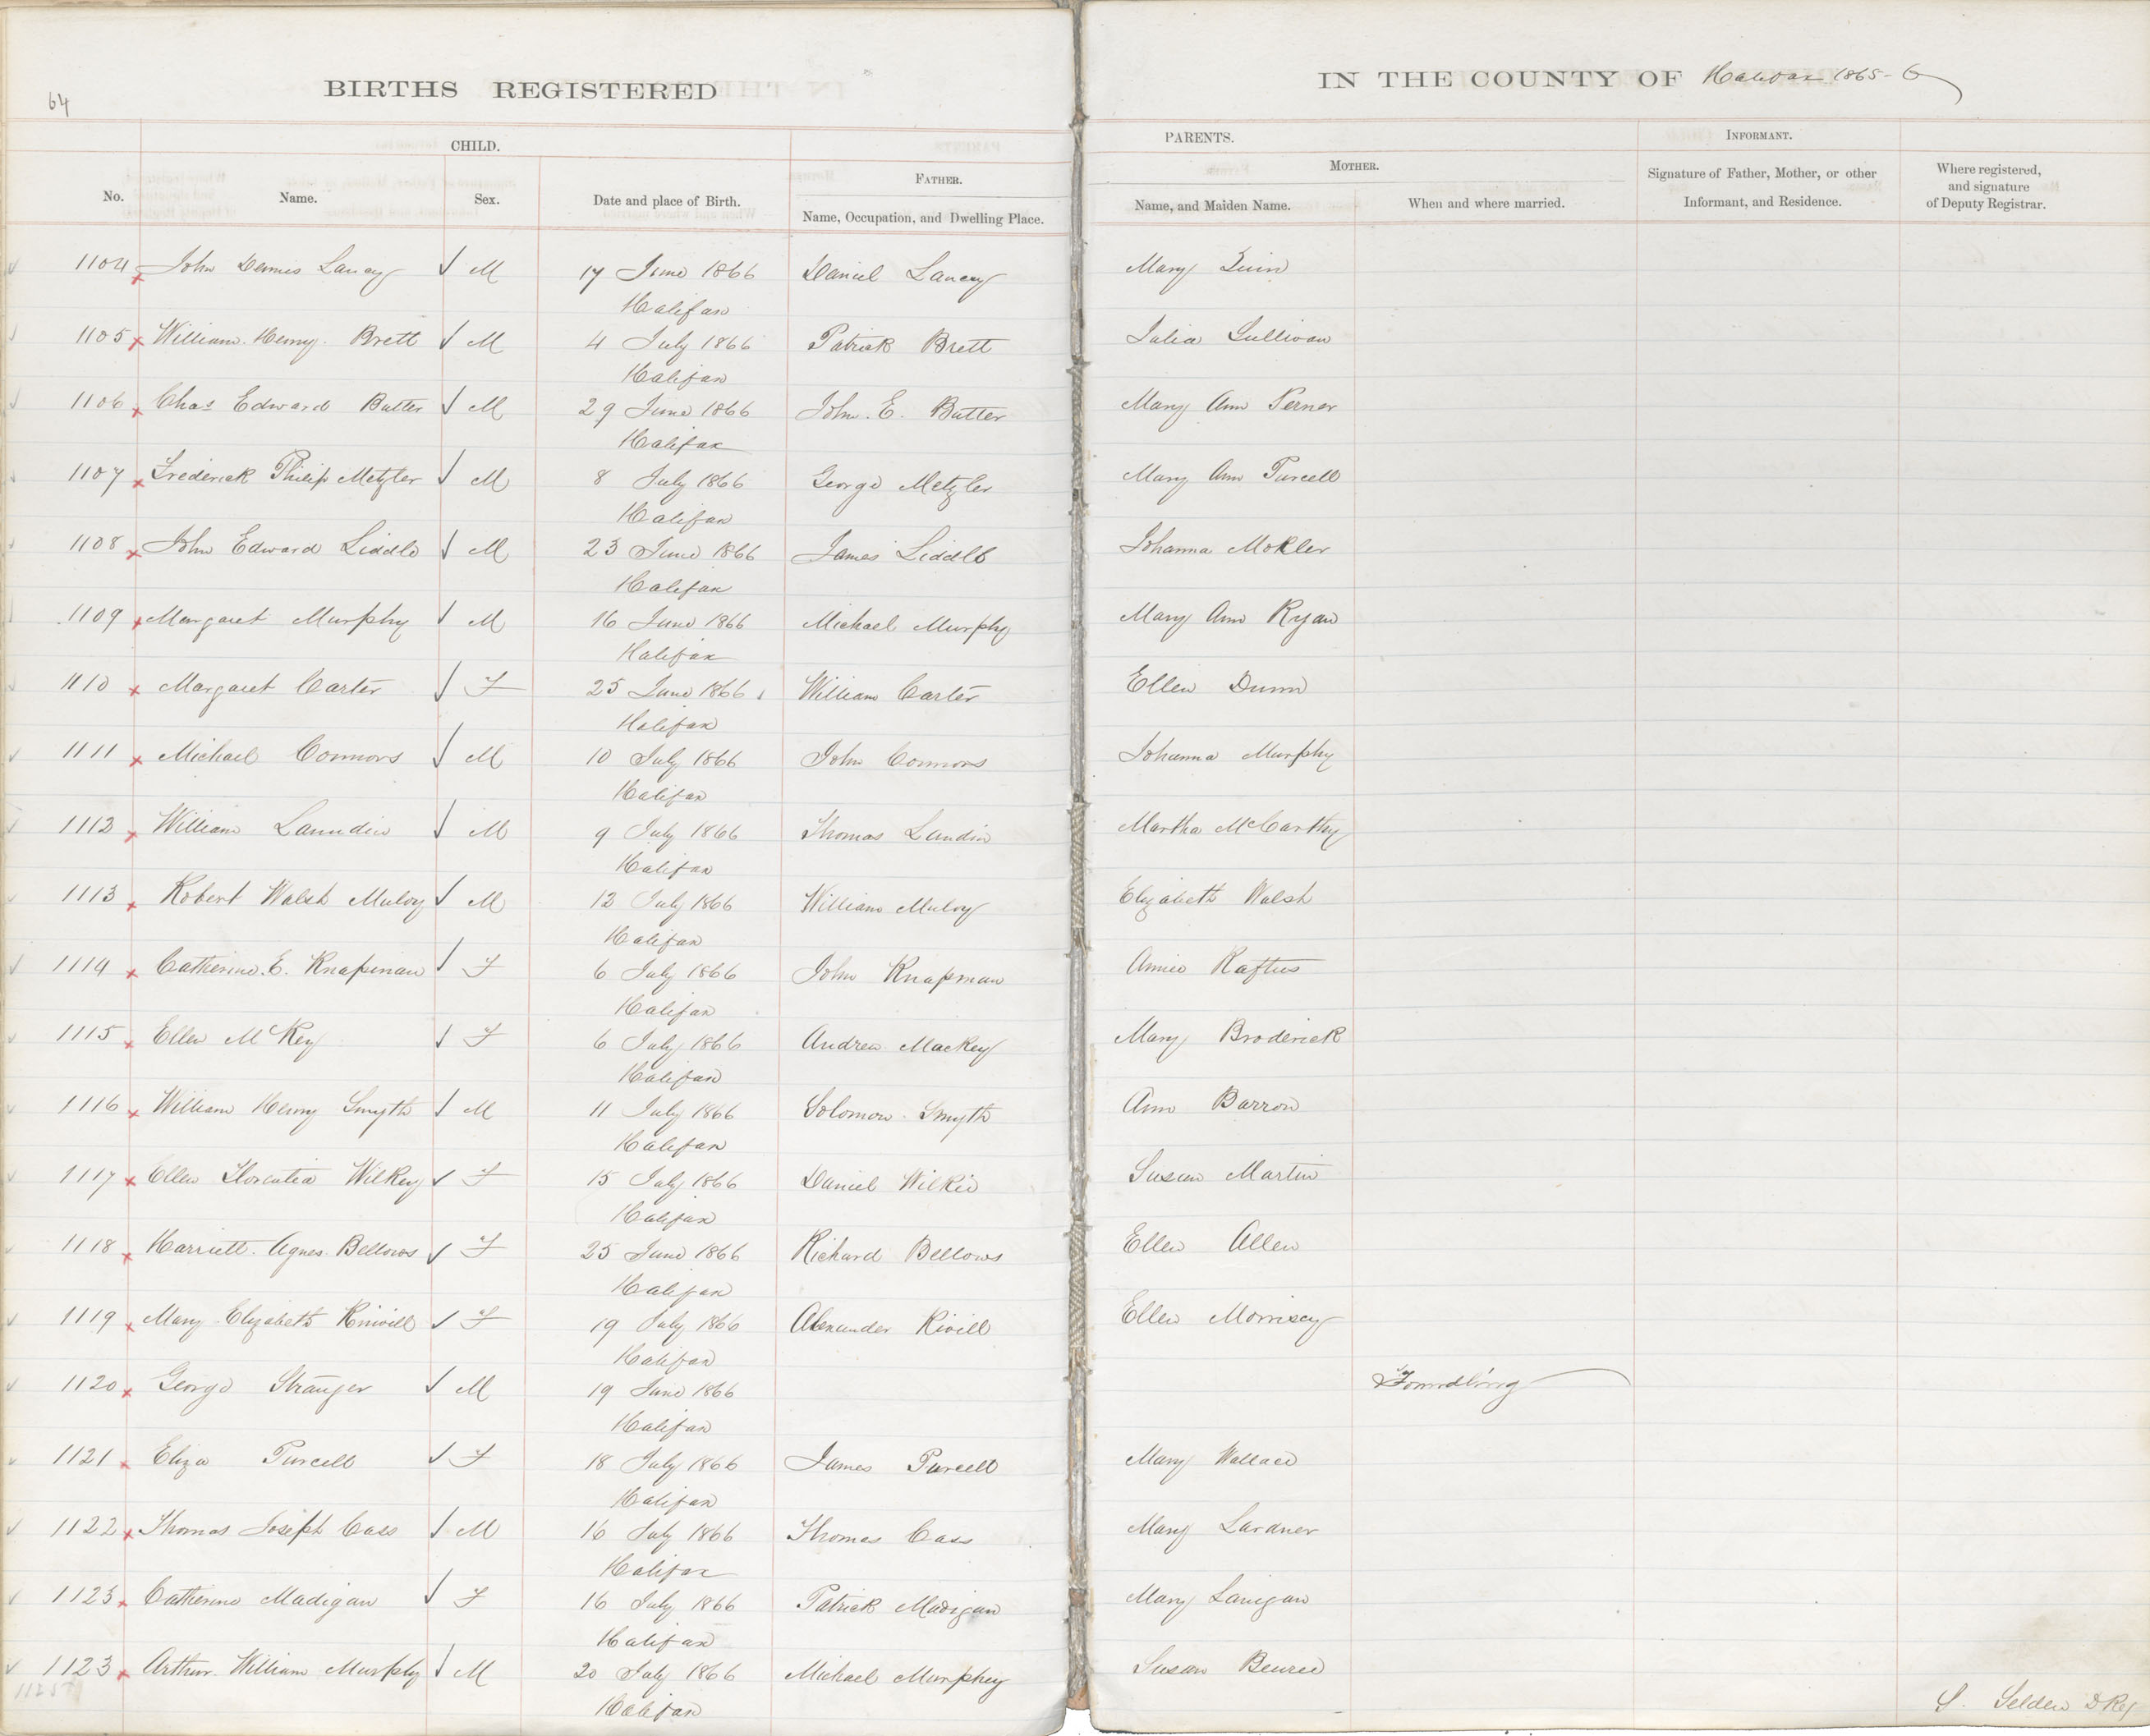 64
BIRTHS REGISTERED
IN THE COUNTY OF Halifax 1865-6
CHILD.
PARENTS.
INFORMANT.
FATHER.
MOTHER.
No.
Name.
Sex.
Date and place of Birth.
Name, Occupation, and Dwelling Place.
Name, and Maiden Name.
When and where married.
Signature of Father, Mother, or other
Informant, and Residence.
Where registered,
and signature
of Deputy Registrar.
1104 x John Dennis Lancy M 17 June 1866 Daniel Lancy Mary Quin
Halifax
1105 x William Henry Brett M 4 July 1866 Patrick Brett Julia Sullivan
Halifax
1106 x Chas Edward Butter M 29 June 1866 John E. Butter Mary Ann
Halifax
1107 x Frederick Philip Metzler M 8 July 1866 George Metzler Mary Ann Purcell
Halifax
1108 x John Edward Liddle M 23 June 1866 James Liddle Johanna Mokler
Halifax
1109 x Margaret Murphy M 16 June 1866 Michael Murphy Mary Ann Ryan
Halifax
1110 x Margaret Carter F 25 June 1866 William Carter Ellen Dunn
Halifax
1111 x Michael Connors M 10 July 1866 John Connors Johanna Murphy
Halifax
1112 x William Laundin M 9 July 1866 Thomas Landin Martha McCarthy
Halifax
1113 x Robert Walsh Muloy M 12 July 1866 William Muloy Elizabeth Walsh
Halifax
1114 x Catherine E. Knapman F 6 July 1866 John Knapman Annie Raftus
Halifax
1115 x Ellen McKey F 6 July 1866 Andrew Mackey Mary Broderick
Halifax
1116 x William Henry Smyth M 11 July 1866 Solomon Smyth Ann Barron
Halifax
1117 x Ellen Wilkey F 15 July 1866 Daniel Wilkie Susan Martin
Halifax
1118 x Harriett Agnes Bellows F 25 June 1866 Richard Bellows Ellen Allen
Halifax
1119 x Mary Elizabeth F 19 July 1866 Alexander Rivill Ellen Morrisey
Halifax
1120 x George Stranger M 19 June 1866 Foundling
Halifax
1121 x Eliza Purcell F 18 July 1866 James Purcell Mary Wallace
Halifax
1122 x Thomas Joseph Cass M 16 July 1866 Thomas Cass Mary Lardner
Halifax
1123 x Catherine Madigan F 16 July 1866 Patrick Madigan Mary Lanigan
Halifax
1123 x Arthur William Murphy M 20 July 1866 Michael Murphey Susan
Halifax
S. Selden D Reg